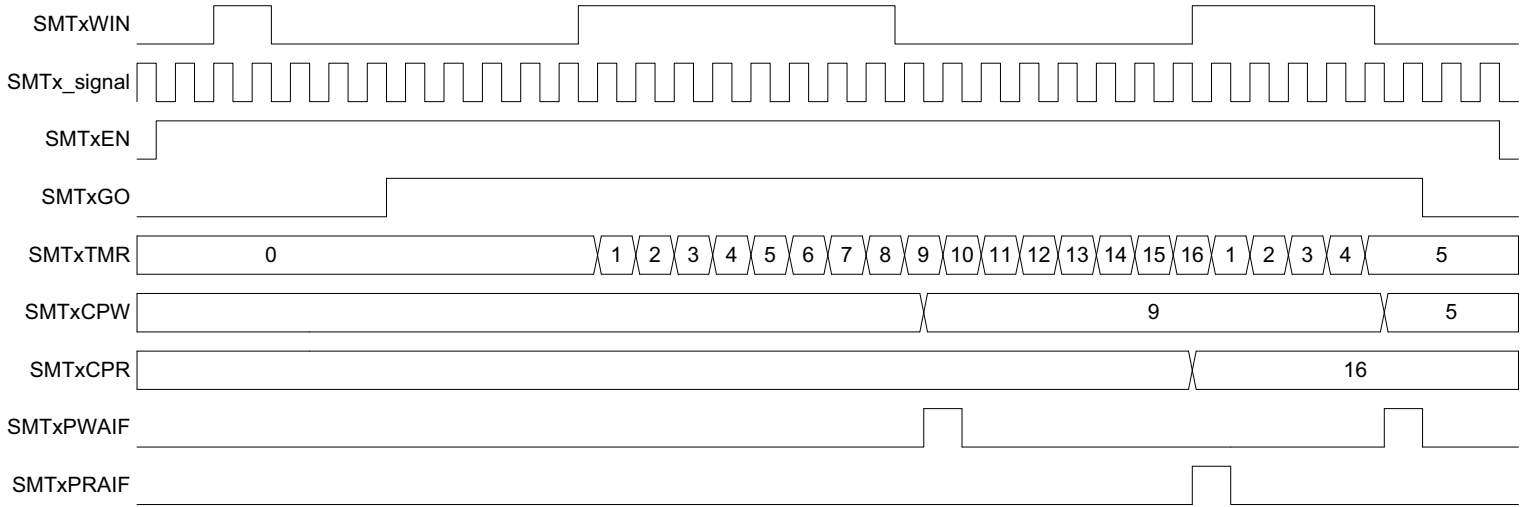 SMTxWIN
SMTx_signal
SMTxEN
SMTxGO
SMTxTMR 0 1 2 3 4 5 6 7 8 9 10 11 12 13 14 15 16 1 2 3 4 5
SMTxCPW 9 5
SMTxCPR 16
SMTxPWAIF
SMTxPRAIF